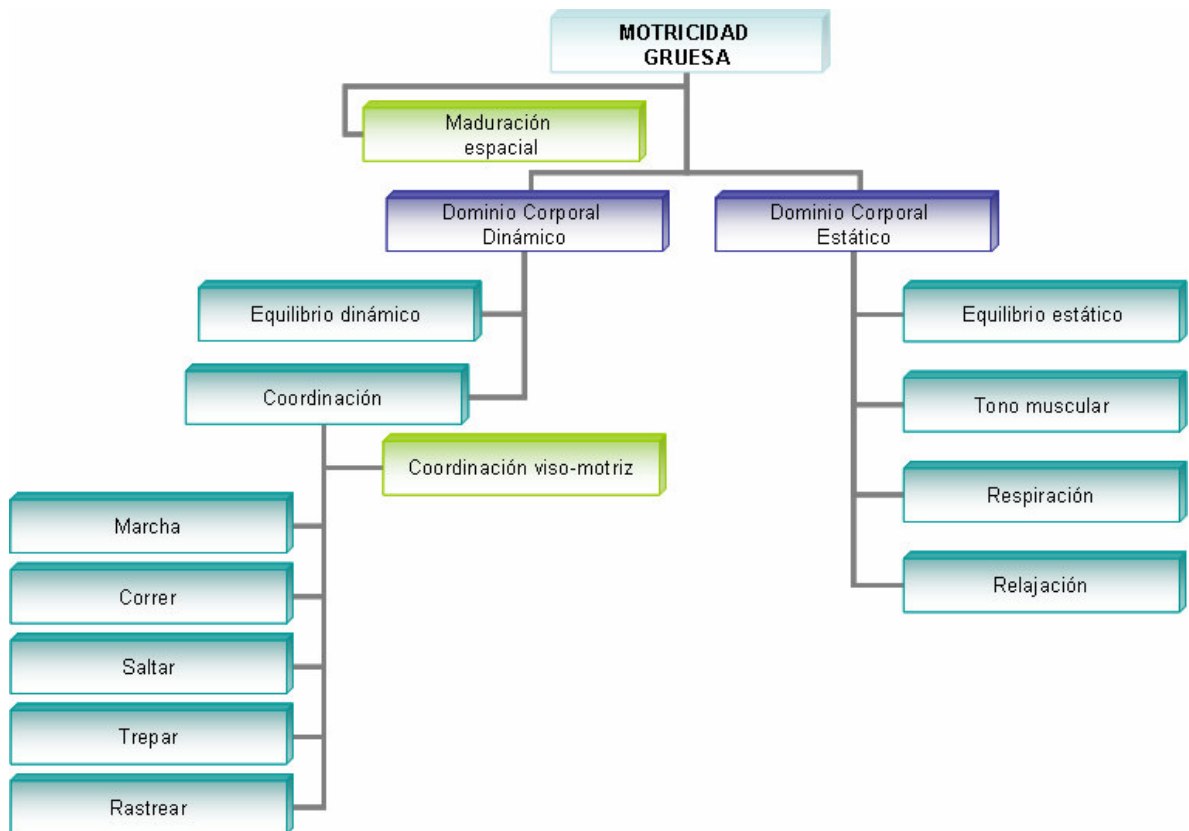 MOTRICIDAD
GRUESA
Maduración
espacial
Dominio Corporal
Dinámico
Dominio Corporal
Estático
Equilibrio dinámico
Equilibrio estático
Coordinación
Tono muscular
Coordinación viso-motriz
Respiración
Marcha
Relajación
Correr
Saltar
Trepar
Rastrear